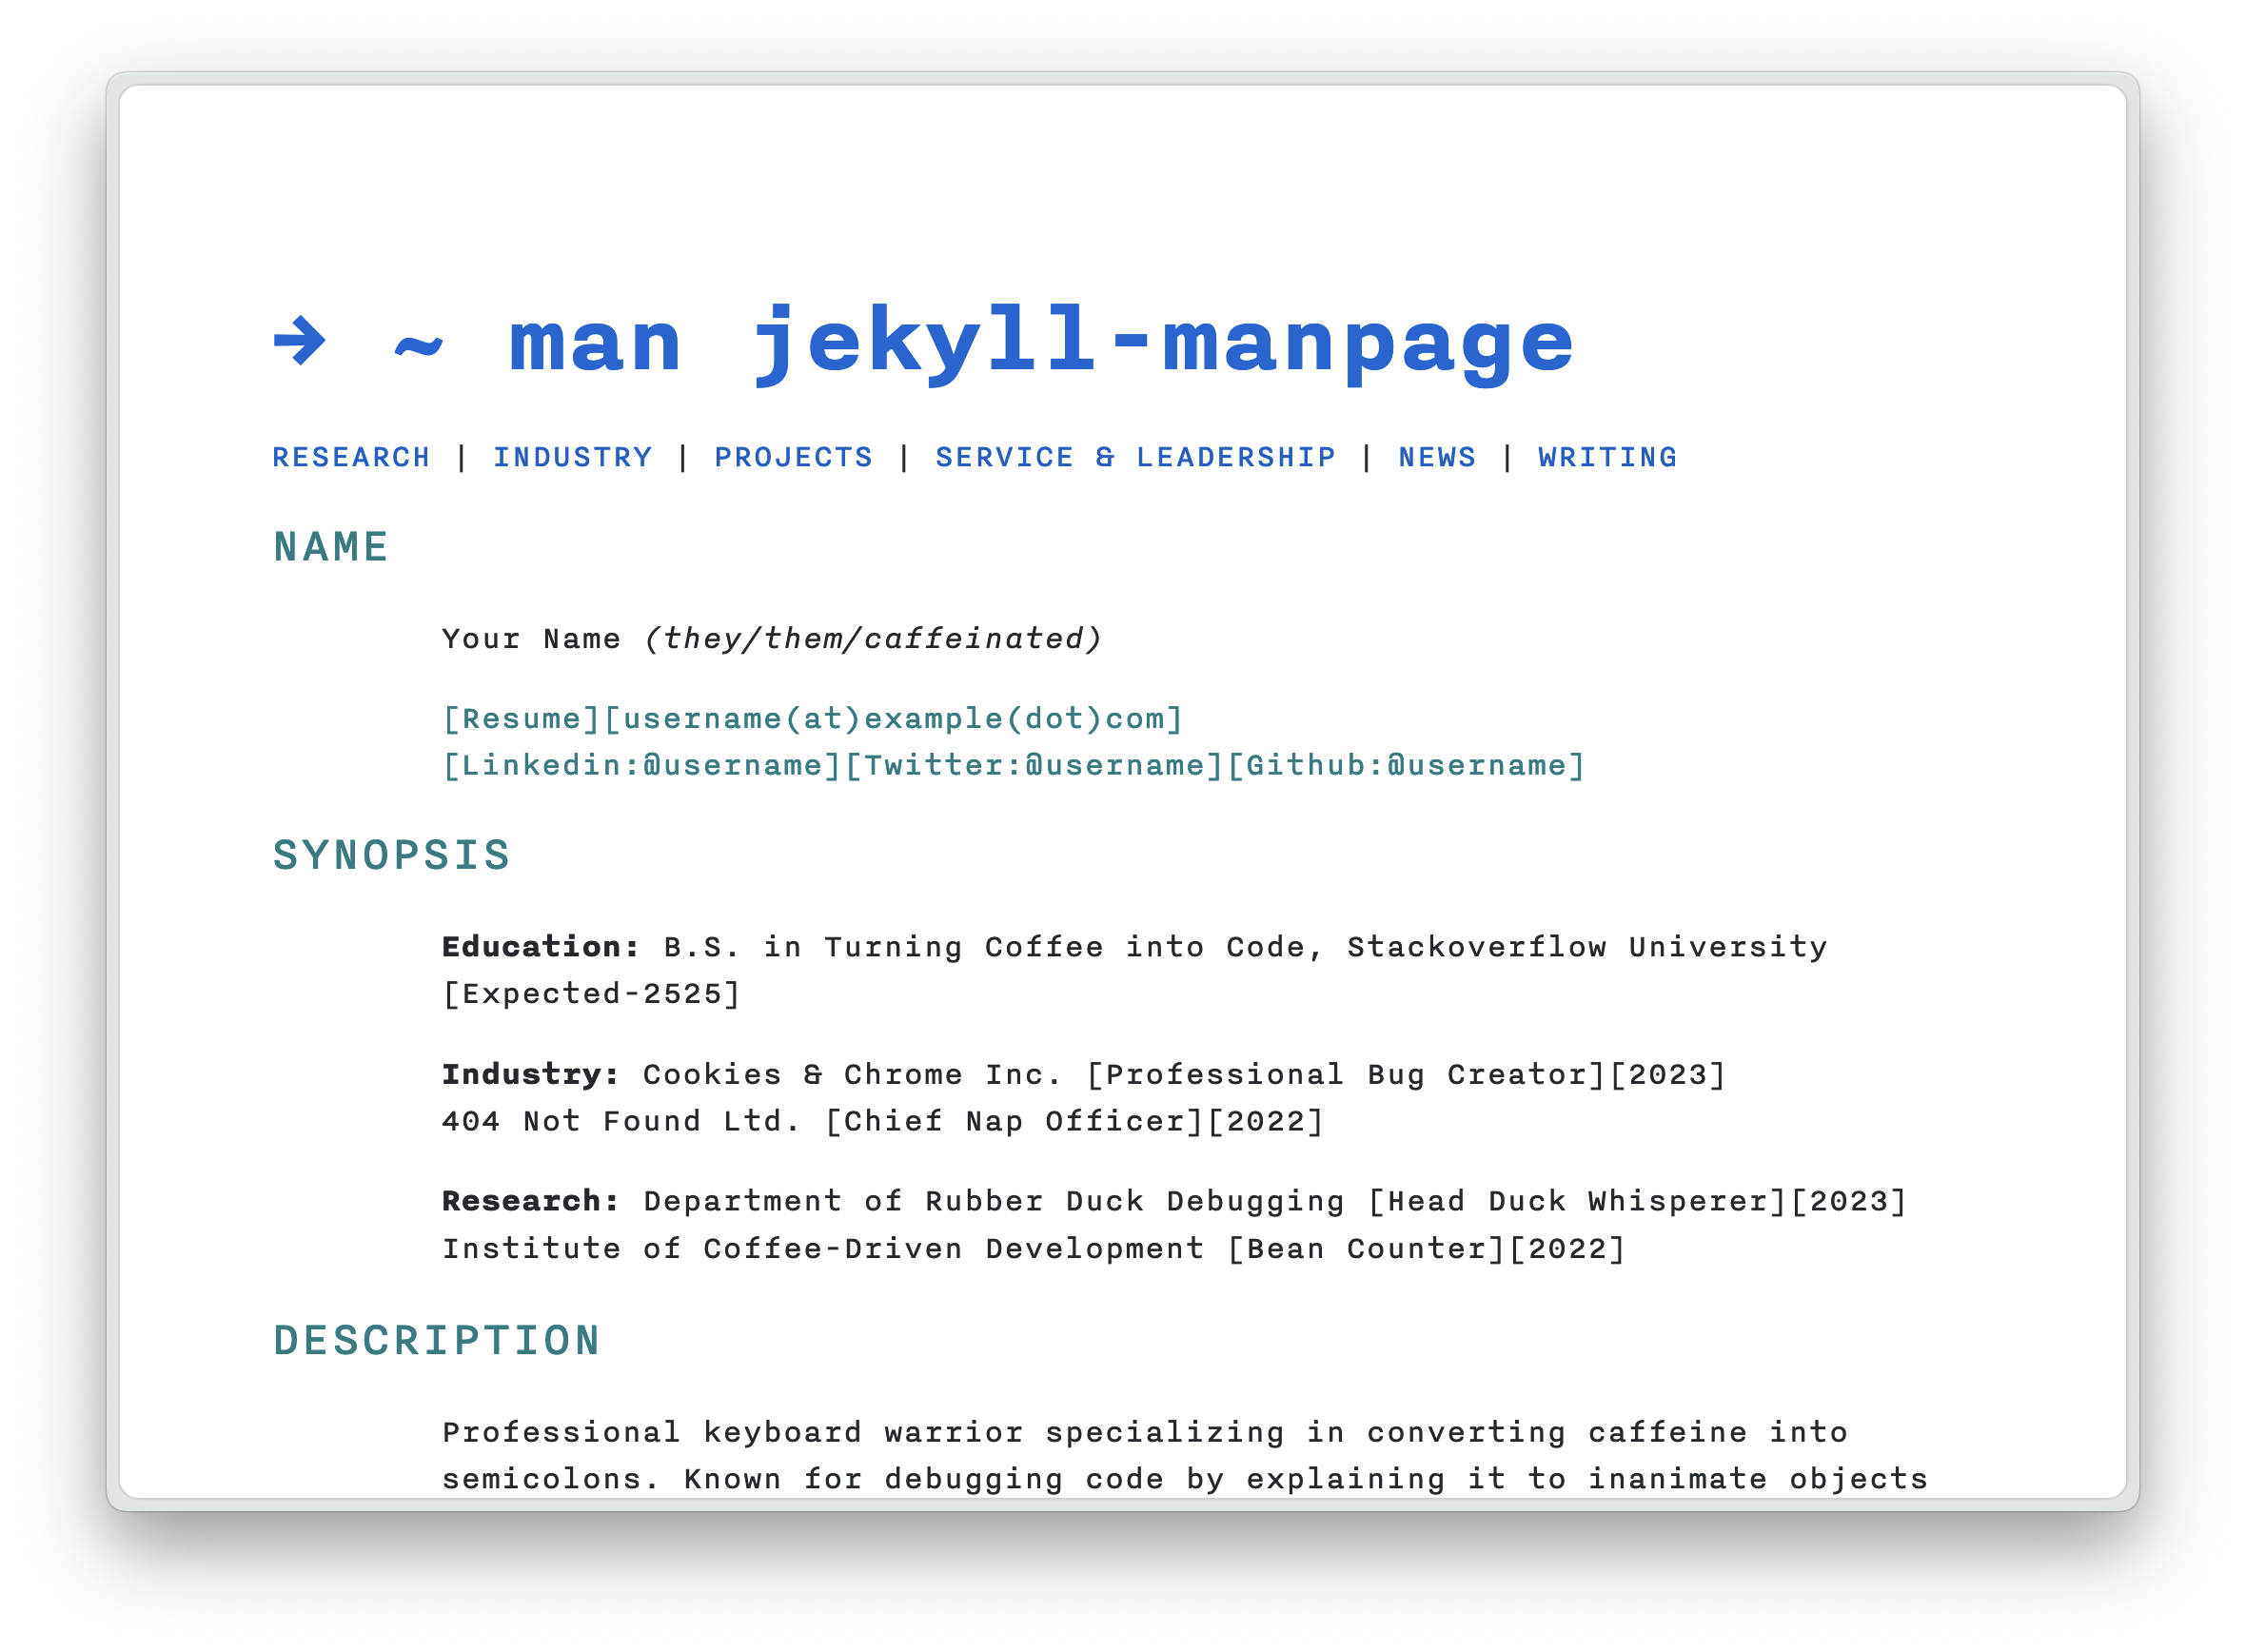 → ~ man jekyll-manpage
RESEARCH | INDUSTRY | PROJECTS | SERVICE & LEADERSHIP | NEWS | WRITING
NAME
Your Name (they/them/caffeinated)
[Resume][username(at)example(dot)com]
[Linkedin:@username][Twitter:@username][Github:@username]
SYNOPSIS
Education: B.S. in Turning Coffee into Code, Stackoverflow University
[Expected-2525]
Industry: Cookies & Chrome Inc. [Professional Bug Creator][2023]
404 Not Found Ltd. [Chief Nap Officer][2022]
Research: Department of Rubber Duck Debugging [Head Duck Whisperer][2023]
Institute of Coffee-Driven Development [Bean Counter][2022]
DESCRIPTION
Professional keyboard warrior specializing in converting caffeine into
semicolons. Known for debugging code by explaining it to inanimate objects